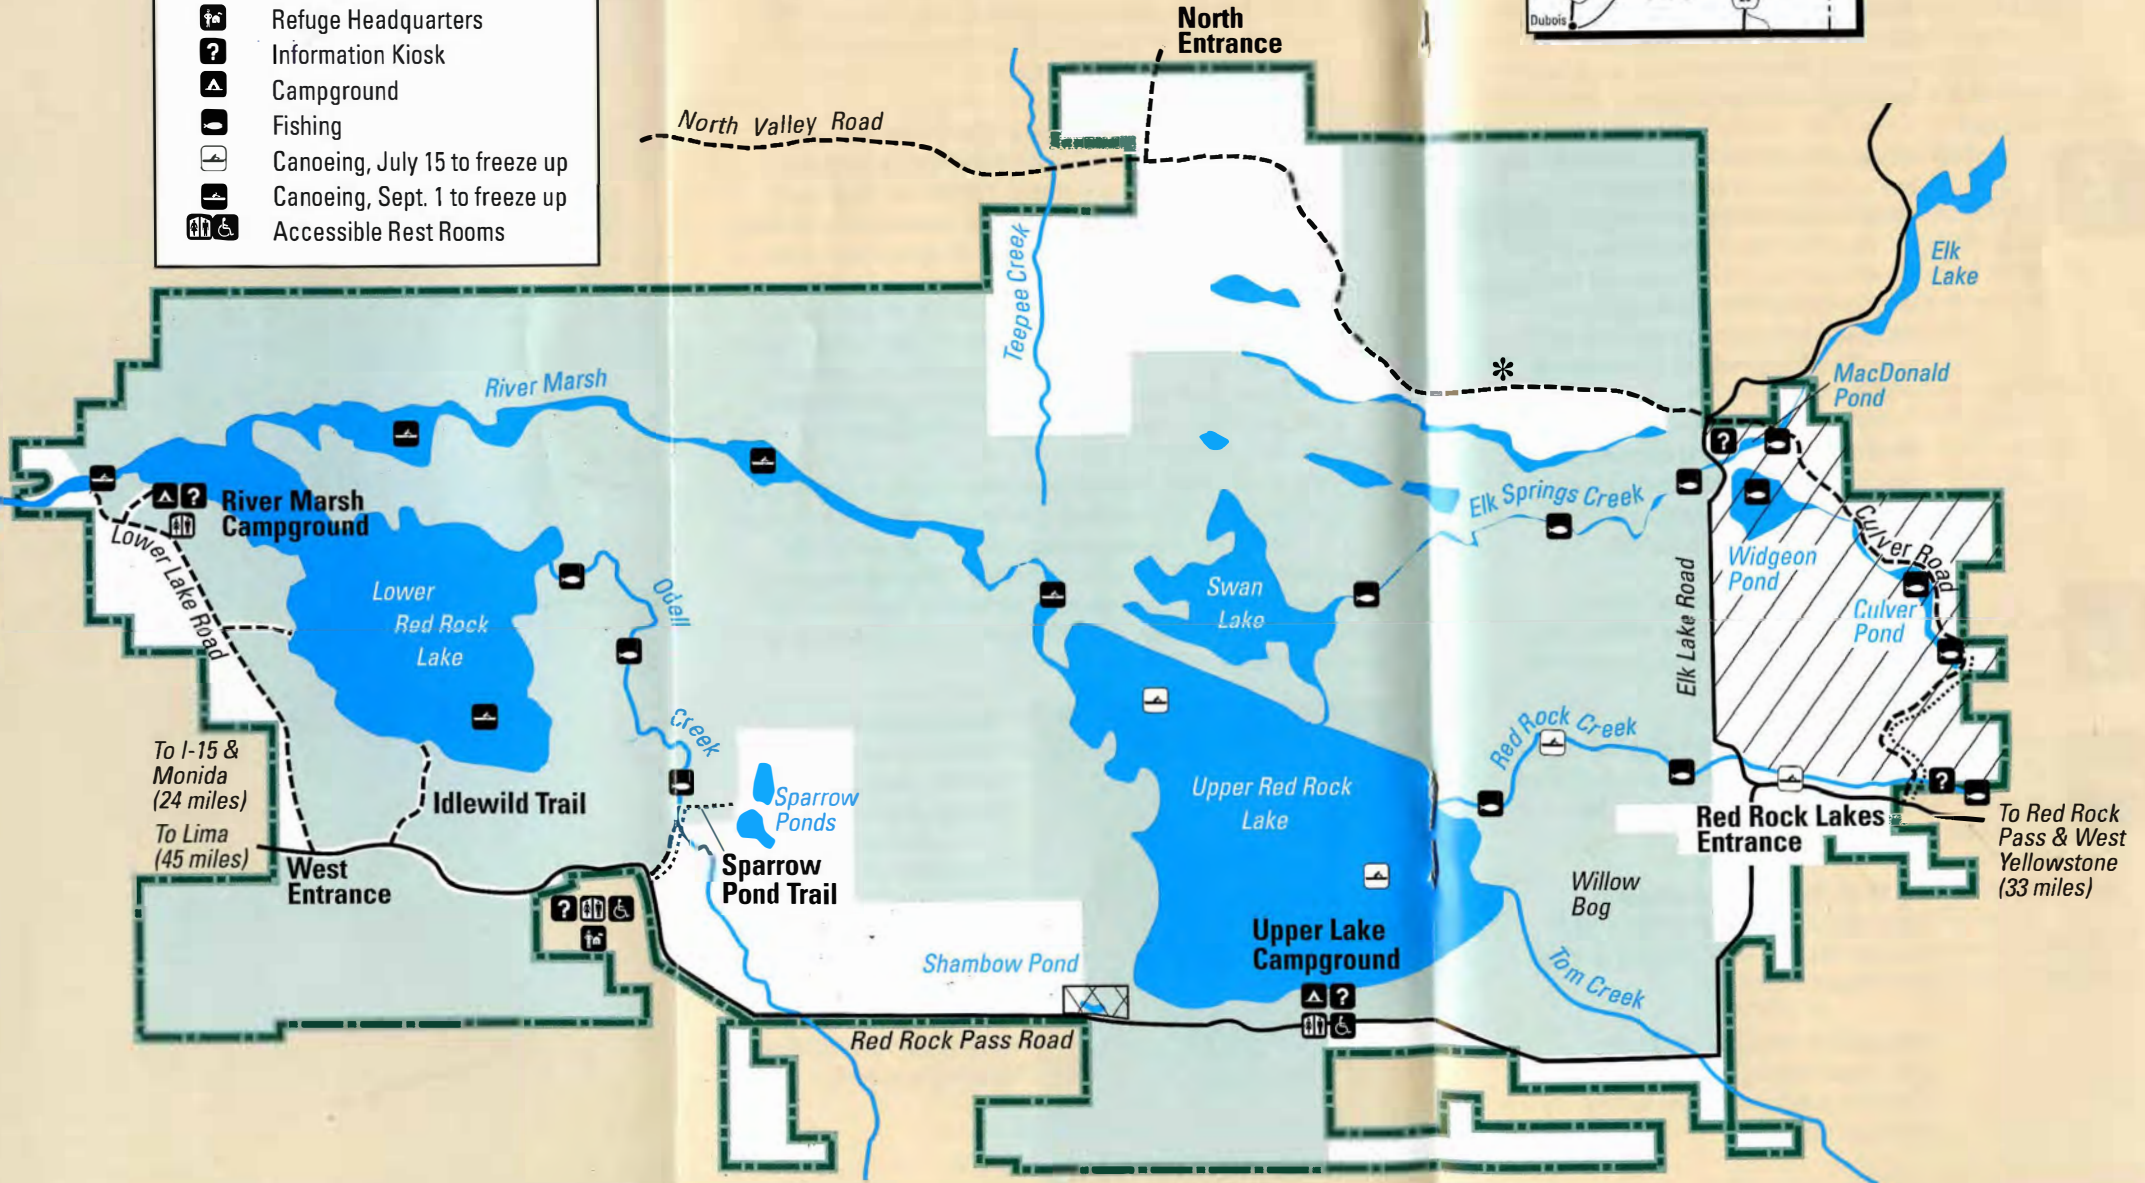 Refuge Headquarters
? Information Kiosk
Campground
Fishing
Canoeing, July 15 to freeze up
Canoeing, Sept. 1 to freeze up
Accessible Rest Rooms
Dubois
North
Entrance
North Valley Road
Teepee Creek
Elk
Lake
MacDonald
Pond
River Marsh
*
?
?
River Marsh
Campground
Lower Lake Road
Elk Springs Creek
Culver Road
Widgeon
Pond
Culver
Pond
Elk Lake Road
Lower
Red Rock
Lake
Odell
Creek
Swan
Lake
Red Rock Creek
To I-15 &
Monida
(24 miles)
To Lima
(45 miles)
Idlewild Trail
Sparrow
Ponds
Upper Red Rock
Lake
?
Red Rock Lakes
Entrance
To Red Rock
Pass & West
Yellowstone
(33 miles)
West
Entrance
Sparrow
Pond Trail
Willow
Bog
?
Upper Lake
Campground
Shambow Pond
?
Tom Creek
Red Rock Pass Road